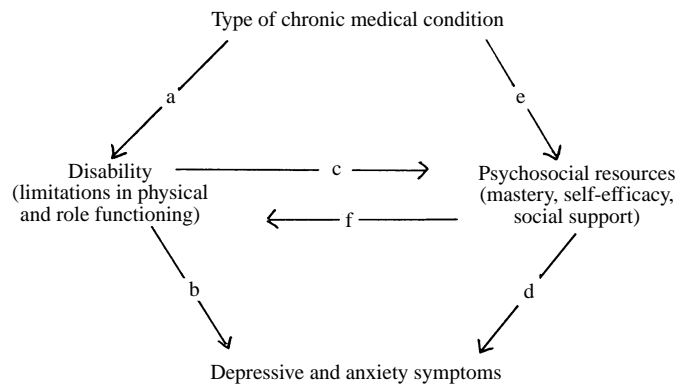 Type of chronic medical condition
a
e
Disability
(limitations in physical
and role functioning)
c
Psychosocial resources
(mastery, self-efficacy,
social support)
f
b
d
Depressive and anxiety symptoms